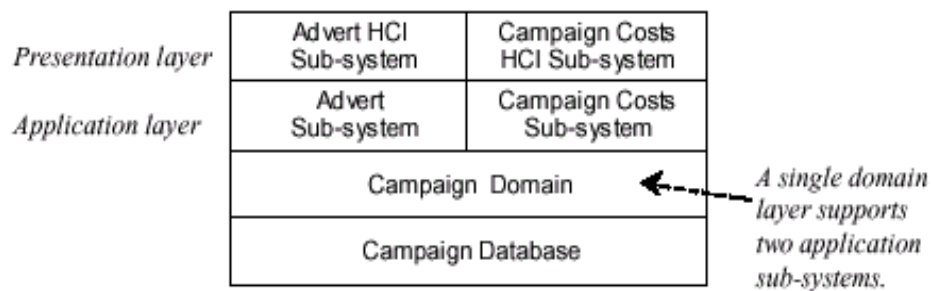 Presentation layer
Advert HCI
Sub-system
Campaign Costs
HCI Sub-system
Application layer
Advert
Sub-system
Campaign Costs
Sub-system
Campaign Domain
Campaign Database
A single domain
layer supports
two application
sub-systems.